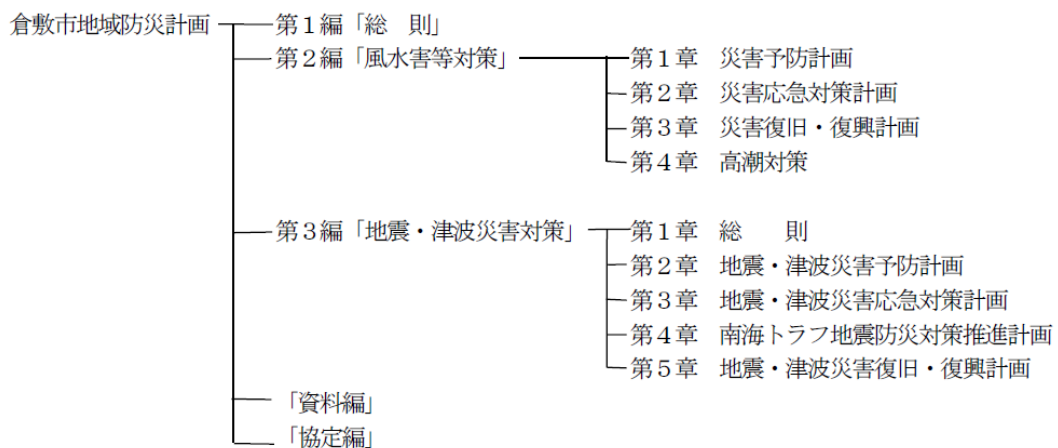 倉敷市地域防災計画 第1編「総 則」
第2編「風水害等対策」 第1章 災害予防計画
第2章 災害応急対策計画
第3章 災害復旧・復興計画
第4章 高潮対策
第3編「地震・津波災害対策」 第1章 総 則
第2章 地震・津波災害予防計画
第3章 地震・津波災害応急対策計画
第4章 南海トラフ地震防災対策推進計画
第5章 地震・津波災害復旧・復興計画
「資料編」
「協定編」